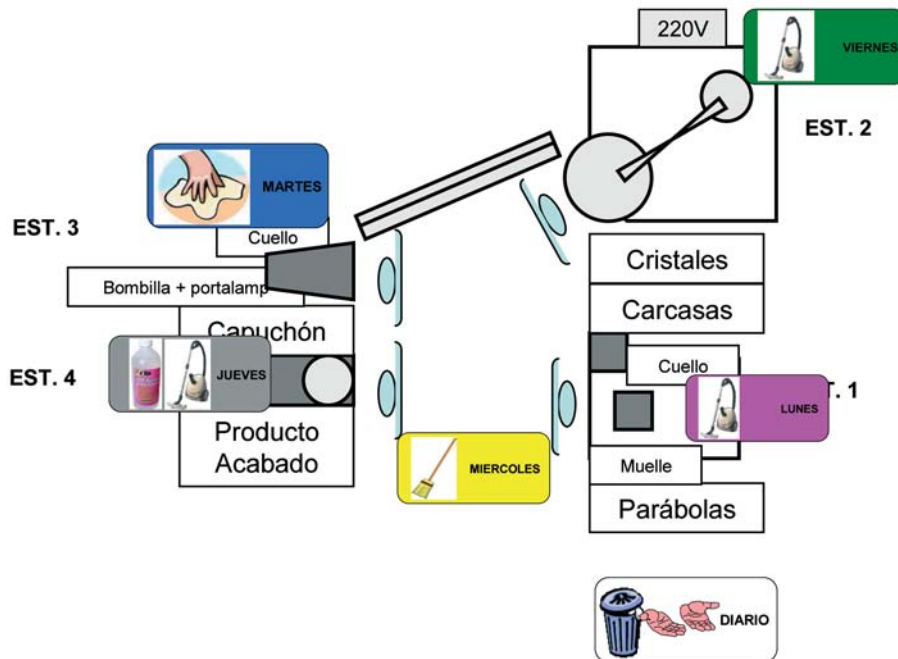 220V
VIERNES
EST. 2
MARTES
EST. 3
Cuello
Cristales
Bombilla + portalamp
Carcasas
Capuchón
Cuello
EST. 4
JUEVES
LUNES
1
Producto
Acabado
MIERCOLES
Muelle
Parábolas
DIARIO